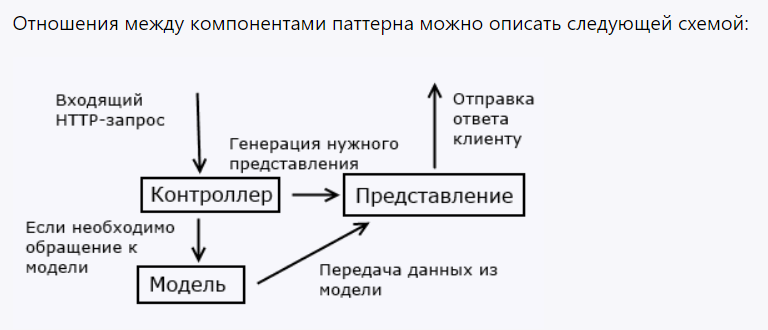 Отношения между компонентами паттерна можно описать следующей схемой:
Входящий
HTTP-запрос
Отправка
ответа
клиенту
Генерация нужного
представления
Контроллер
Представление
Если необходимо
обращение к
модели
Модель
Передача данных из
модели